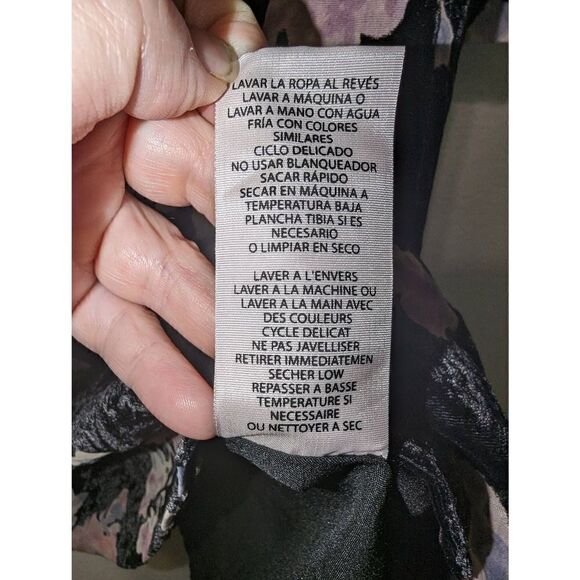 LAVAR LA ROPA AL REVÉS
LAVAR A MÁQUINA O
LAVAR A MANO CON AGUA
FRÍA CON COLORES
SIMILARES
CICLO DELICADO
NO USAR BLANQUEADOR
SACAR RÁPIDO
SECAR EN MÁQUINA A
TEMPERATURA BAJA
PLANCHA TIBIA SI ES
NECESARIO
O LIMPIAR EN SECO
LAVER A L'ENVERS
LAVER A LA MACHINE OU
LAVER A LA MAIN AVEC
DES COULEURS
CYCLE DELICAT
NE PAS JAVELLISER
RETIRER IMMEDIATEMEN
SECHER LOW
REPASSER A BASSE
TEMPERATURE SI
NECESSAIRE
OU NETTOYER A SEC